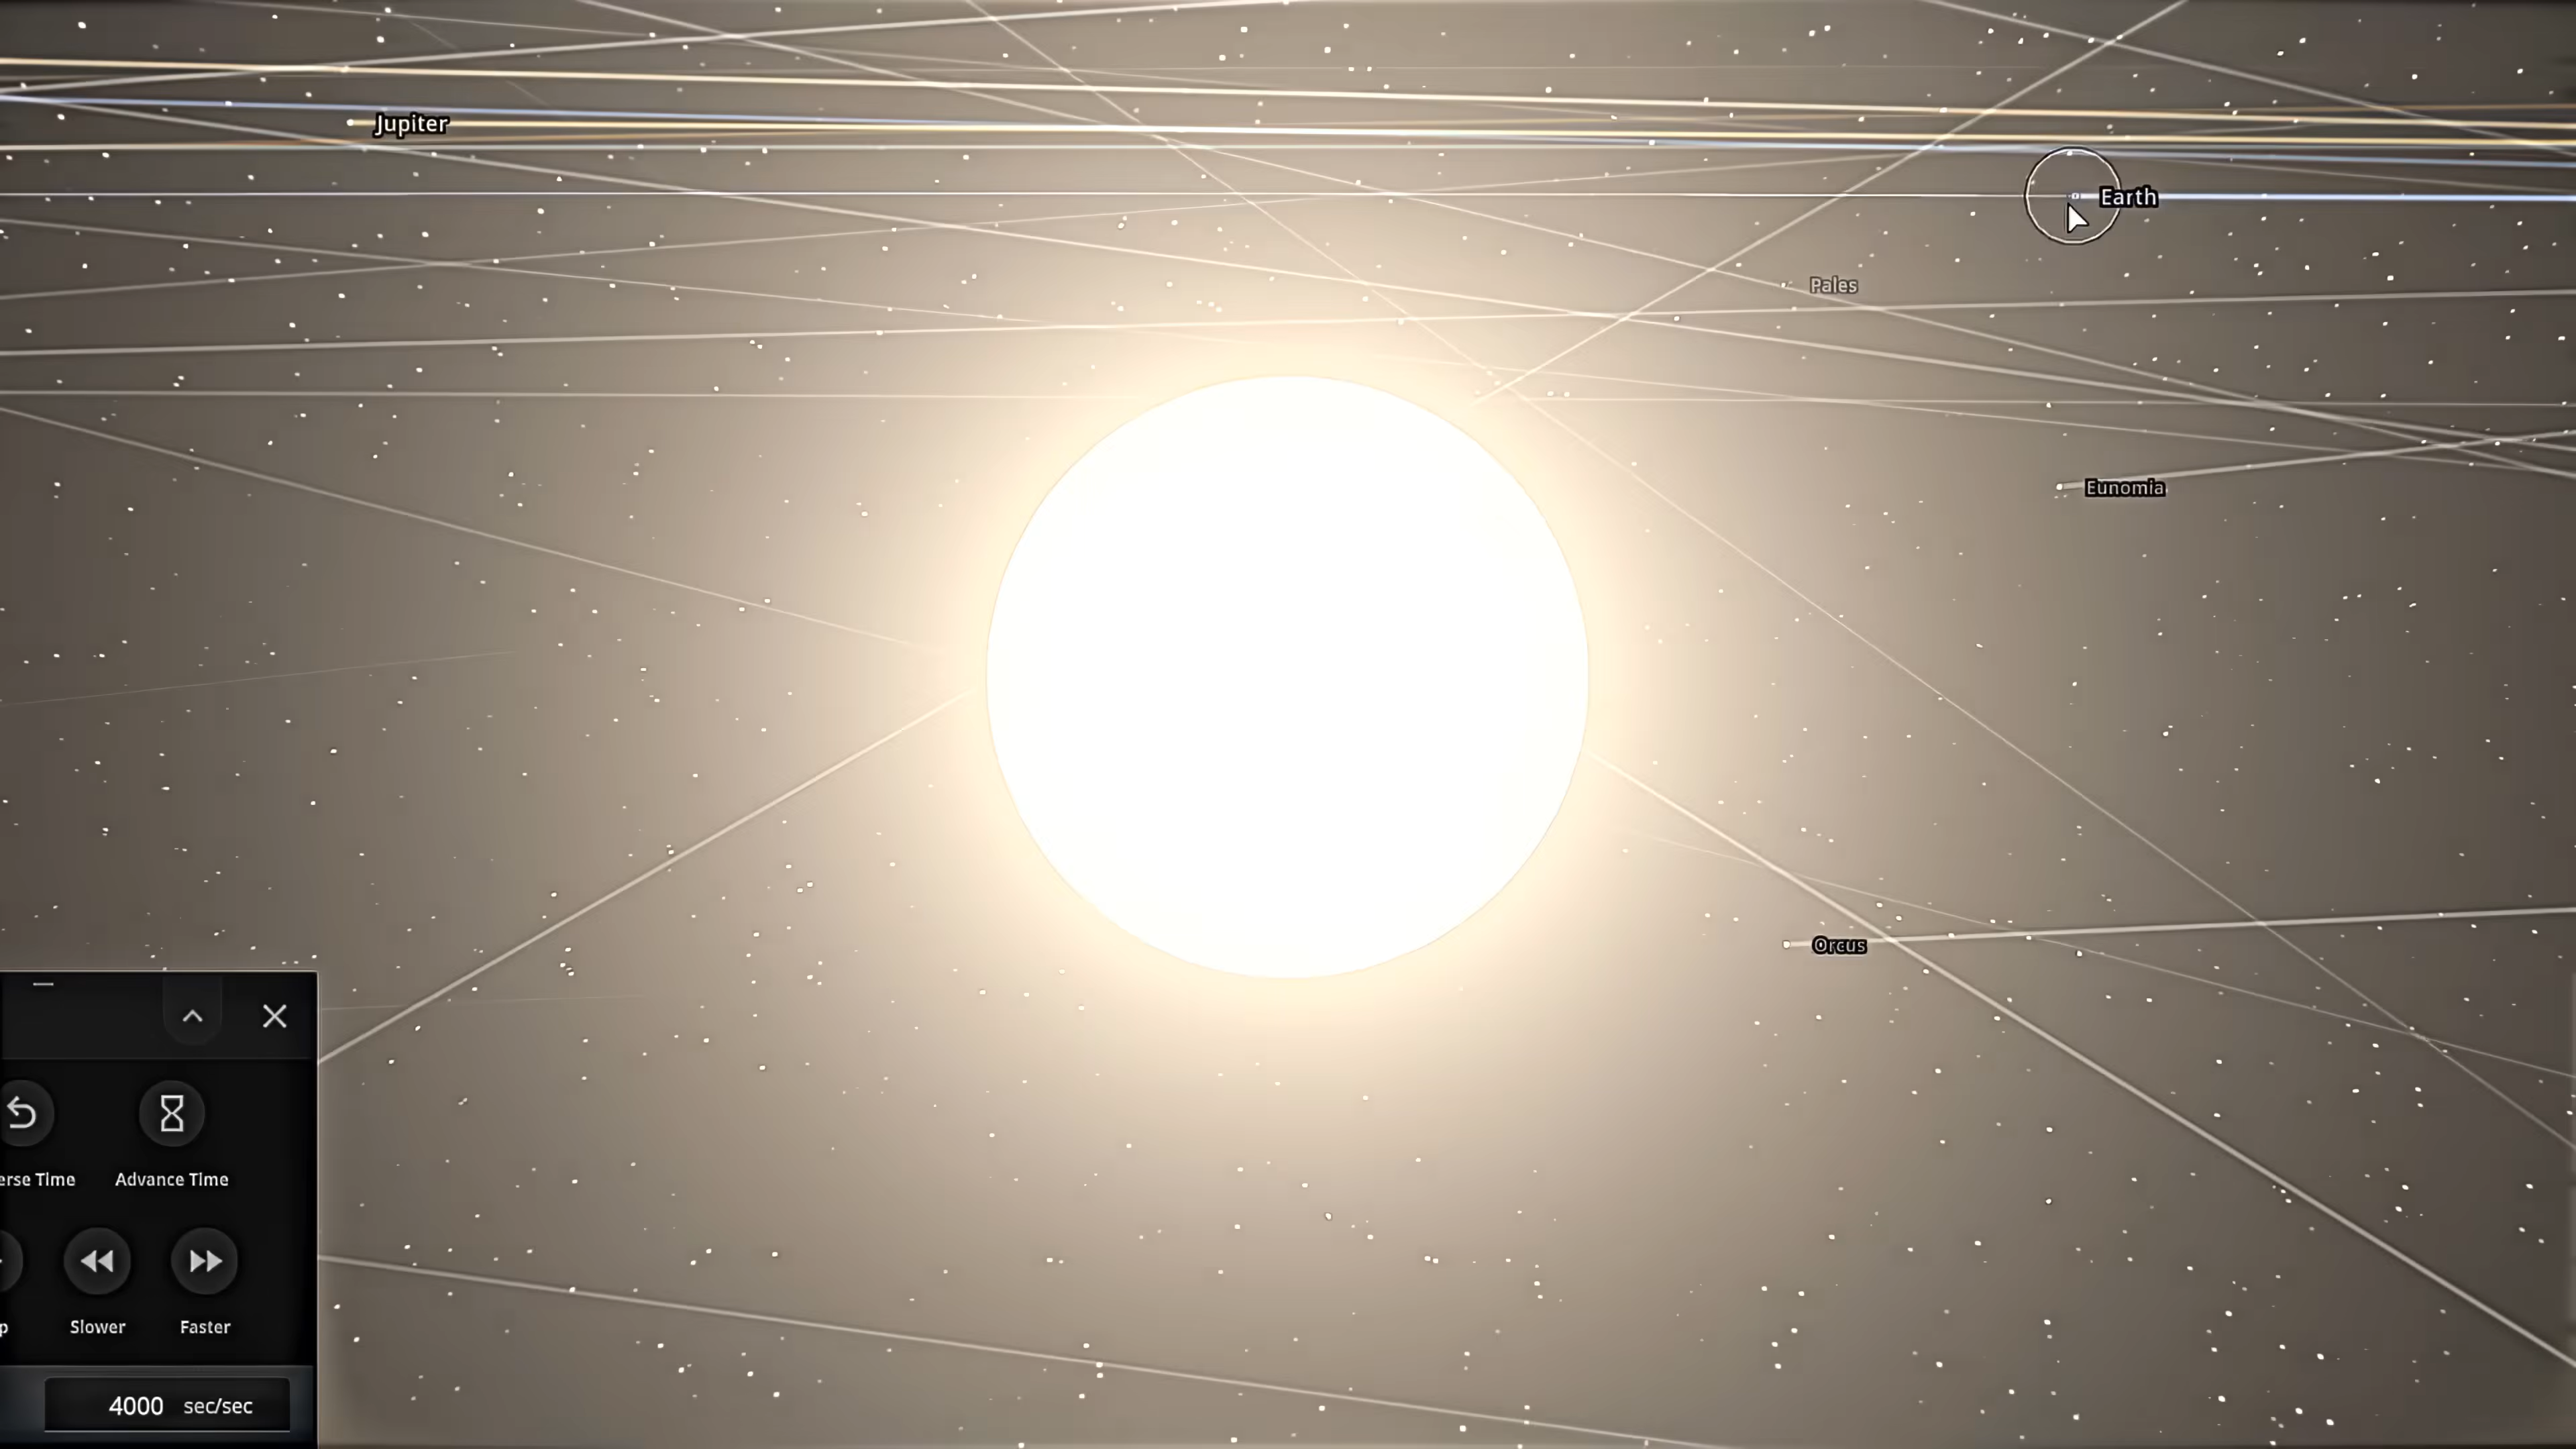 Jupiter
Earth
Pales
Eunomia
Orcus
erse Time
Advance Time
p
Slower
Faster
4000 sec/sec